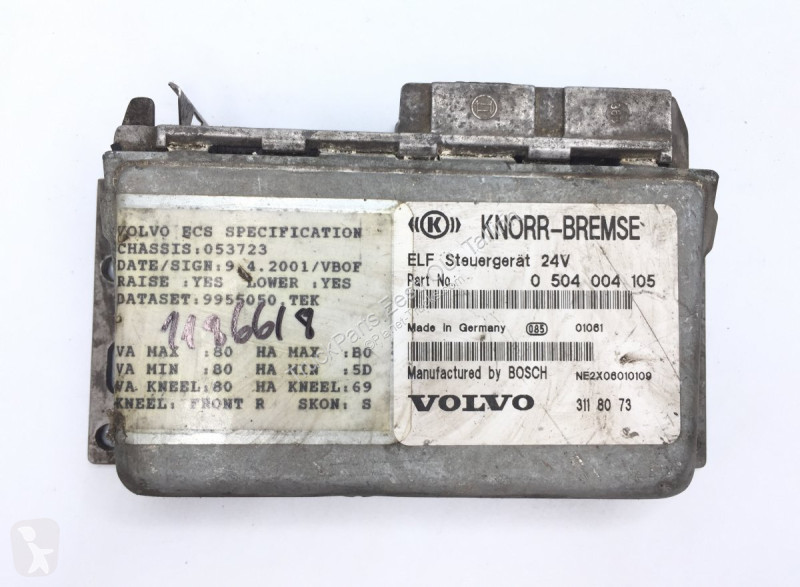 VOLVO ECS SPECIFICATION
CHASSIS:053723
DATE/SIGN:9.4.2001/VBOF
RAISE :YES LOWER :YES
DATASET:9955050.TEK
1186618
VA MAX :80 HA MAX :B0
VA MIN :80 HA MIN :5D
VA KNEEL:80 HA KNEEL:69
KNEEL: FRONT R SKON: S
((K)) KNORR-BREMSE
ELF Steuergerät 24V
Part No.: 0 504 004 105
Made in Germany 085 01061
Manufactured by BOSCH NE2X06010109
VOLVO 311 80 73